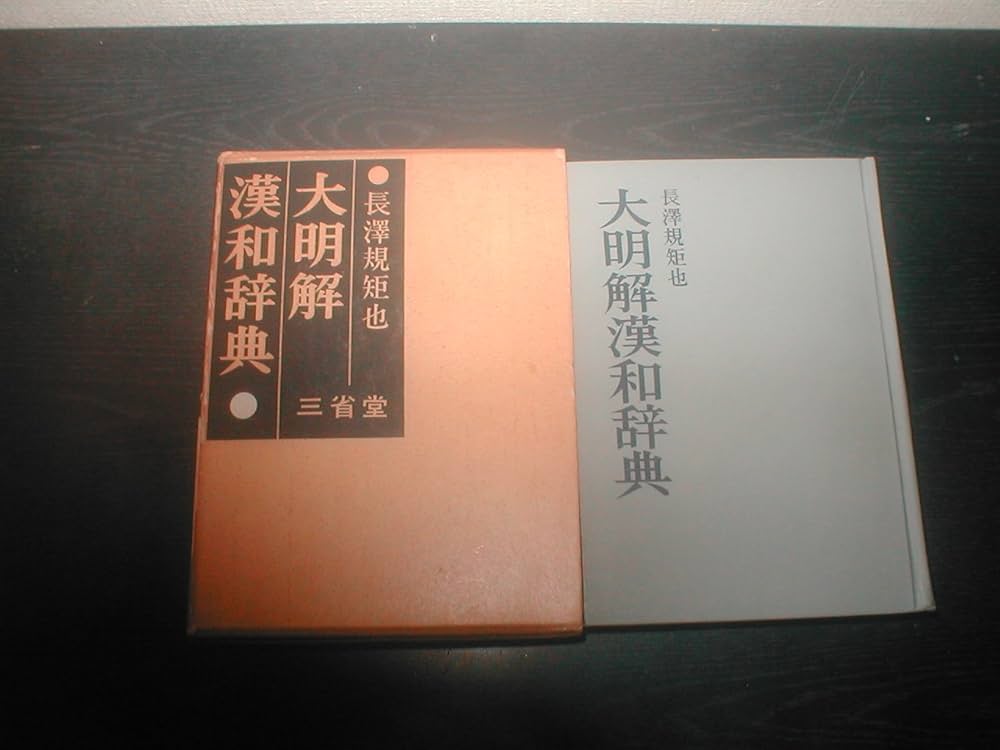 長澤規矩也
大明解
漢和辞典
三省堂
長澤規矩也
大明解漢和辞典